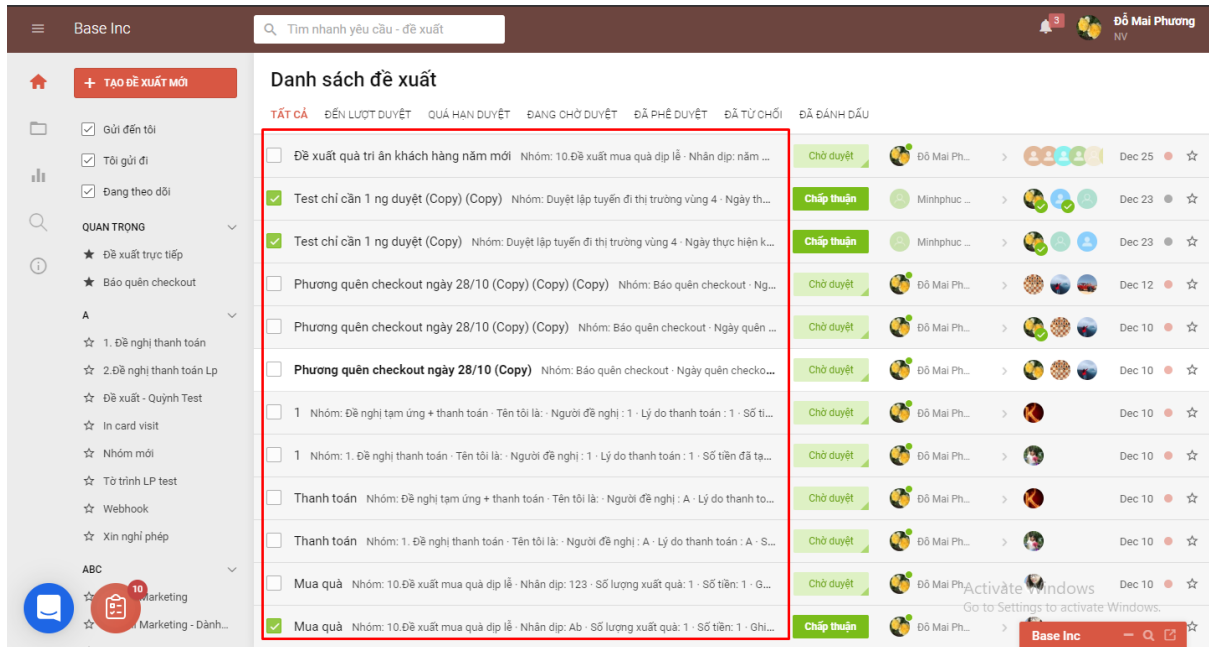 Base Inc
Tìm nhanh yêu cầu - đề xuất
3
Đỗ Mai Phương
NV
+ TẠO ĐỀ XUẤT MỚI
Gửi đến tôi
Tôi gửi đi
Đang theo dõi
QUAN TRỌNG
Đề xuất trực tiếp
Báo quên checkout
A
1. Đề nghị thanh toán
2.Đề nghị thanh toán Lp
Đề xuất - Quỳnh Test
In card visit
Nhóm mới
Tờ trình LP test
Webhook
Xin nghỉ phép
ABC
10
Marketing
Marketing - Dành...
Danh sách đề xuất
TẤT CẢ ĐẾN LƯỢT DUYỆT QUÁ HẠN DUYỆT ĐANG CHỜ DUYỆT ĐÃ PHÊ DUYỆT ĐÃ TỪ CHỐI ĐÃ ĐÁNH DẤU
Đề xuất quà tri ân khách hàng năm mới Nhóm: 10.Đề xuất mua quà dịp lễ · Nhân dịp: năm ... Chờ duyệt Đỗ Mai Ph... > Dec 25
Test chỉ cần 1 ng duyệt (Copy) (Copy) Nhóm: Duyệt lập tuyến đi thị trường vùng 4 · Ngày th... Chấp thuận Minhphuc ... > Dec 23
Test chỉ cần 1 ng duyệt (Copy) Nhóm: Duyệt lập tuyến đi thị trường vùng 4 · Ngày thực hiện k... Chấp thuận Minhphuc ... > Dec 23
Phương quên checkout ngày 28/10 (Copy) (Copy) (Copy) Nhóm: Báo quên checkout · Ng... Chờ duyệt Đỗ Mai Ph... > Dec 12
Phương quên checkout ngày 28/10 (Copy) (Copy) Nhóm: Báo quên checkout · Ngày quên ... Chờ duyệt Đỗ Mai Ph... > Dec 10
Phương quên checkout ngày 28/10 (Copy) Nhóm: Báo quên checkout · Ngày quên checko... Chờ duyệt Đỗ Mai Ph... > Dec 10
1 Nhóm: Đề nghị tạm ứng + thanh toán · Tên tôi là: · Người đề nghị : 1 · Lý do thanh toán : 1 · Số ti... Chờ duyệt Đỗ Mai Ph... > Dec 10
1 Nhóm: 1. Đề nghị thanh toán · Tên tôi là: · Người đề nghị : 1 · Lý do thanh toán : 1 · Số tiền đã tạ... Chờ duyệt Đỗ Mai Ph... > Dec 10
Thanh toán Nhóm: Đề nghị tạm ứng + thanh toán · Tên tôi là: · Người đề nghị : A · Lý do thanh to... Chờ duyệt Đỗ Mai Ph... > Dec 10
Thanh toán Nhóm: 1. Đề nghị thanh toán · Tên tôi là: · Người đề nghị : A · Lý do thanh toán : A · S... Chờ duyệt Đỗ Mai Ph... > Dec 10
Mua quà Nhóm: 10.Đề xuất mua quà dịp lễ · Nhân dịp: 123 · Số lượng xuất quà: 1 · Số tiền: 1 · G... Chờ duyệt Đỗ Mai Ph... Dec 10
Mua quà Nhóm: 10.Đề xuất mua quà dịp lễ · Nhân dịp: Ab · Số lượng xuất quà: 1 · Số tiền: 1 · Ghi... Chấp thuận Đỗ Mai Ph... >
Activate Windows
Go to Settings to activate Windows.
Base Inc